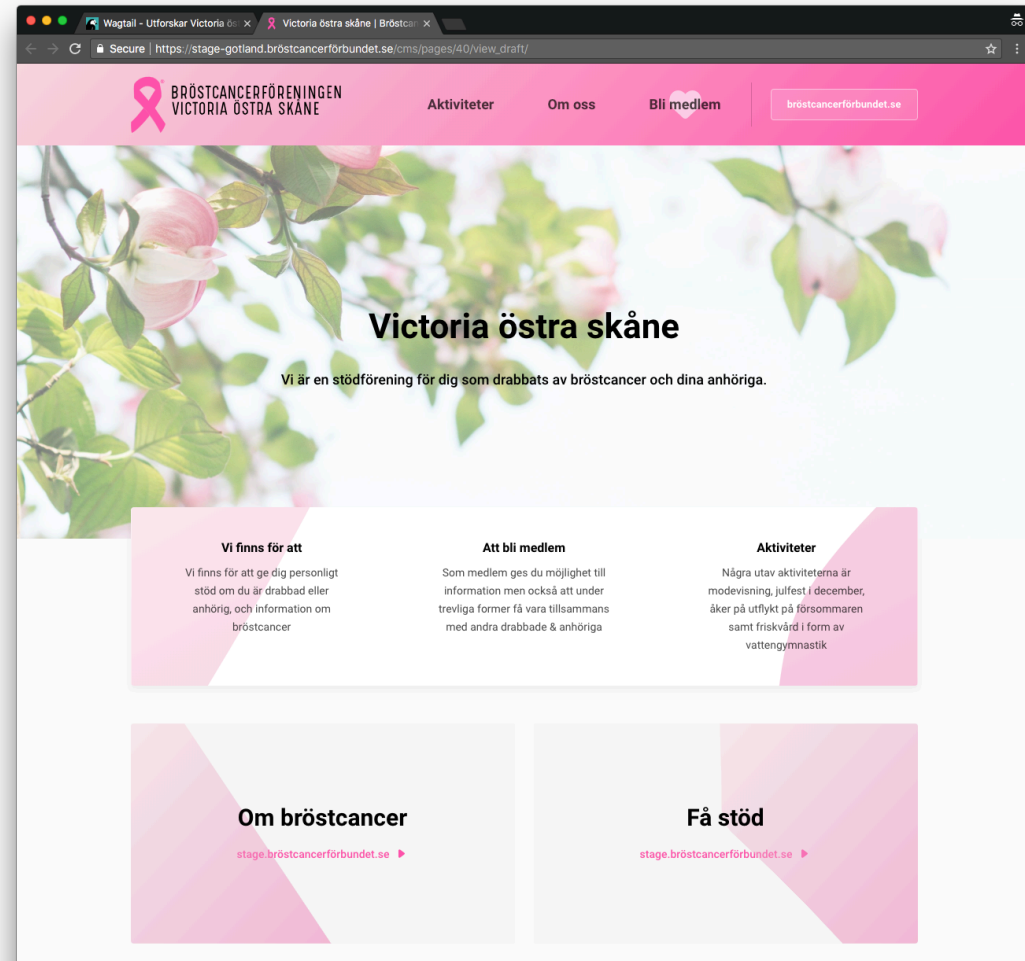 Wagtail - Utforskar Victoria ös
Victoria östra skåne | Bröstcan
Secure | https://stage-gotland.bröstcancerförbundet.se/cms/pages/40/view_draft/
BRÖSTCANCERFÖRENINGEN
VICTORIA ÖSTRA SKÅNE
Aktiviteter
Om oss
Bli medlem
bröstcancerförbundet.se
Victoria östra skåne
Vi är en stödförening för dig som drabbats av bröstcancer och dina anhöriga.
Vi finns för att
Vi finns för att ge dig personligt
stöd om du är drabbad eller
anhörig, och information om
bröstcancer
Att bli medlem
Som medlem ges du möjlighet till
information men också att under
trevliga former få vara tillsammans
med andra drabbade & anhöriga
Aktiviteter
Några utav aktiviteterna är
modevisning, julfest i december,
åker på utflykt på försommaren
samt friskvård i form av
vattengymnastik
Om bröstcancer
stage.bröstcancerförbundet.se
Få stöd
stage.bröstcancerförbundet.se